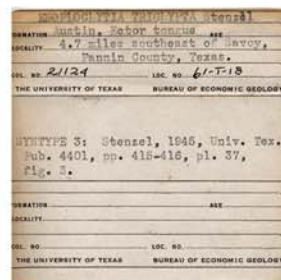 Stenzel
FORMATION Austin, Ector tongue AGE
LOCALITY 4.7 miles southeast of Savoy,
Fannin County, Texas.
COL. NO. 21124 LOC. NO. 61-T-18
THE UNIVERSITY OF TEXAS BUREAU OF ECONOMIC GEOLOGY
SYNTYPE 3: Stenzel, 1945, Univ. Tex.
Pub. 4401, pp. 415-416, pl. 37,
fig. 3.
FORMATION AGE
LOCALITY
COL. NO. LOC. NO.
THE UNIVERSITY OF TEXAS BUREAU OF ECONOMIC GEOLOGY